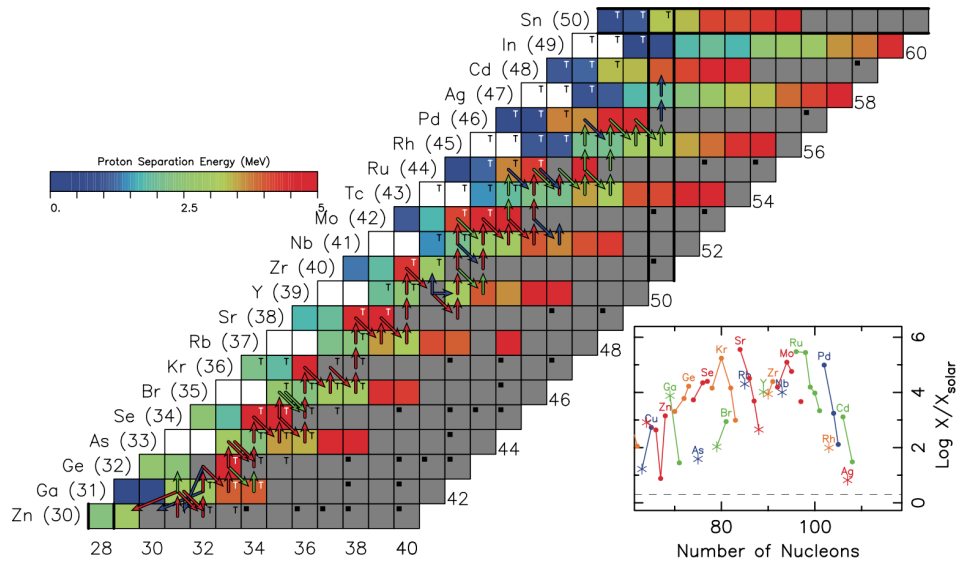 Sn (50)
In (49)
60
Cd (48)
Ag (47)
58
Pd (46)
Rh (45)
56
Proton Separation Energy (MeV)
0.
2.5
5
Ru (44)
Tc (43)
54
Mo (42)
Nb (41)
52
Zr (40)
Y (39)
50
Sr (38)
Rb (37)
48
Kr (36)
Br (35)
46
Se (34)
As (33)
44
Ge (32)
Ga (31)
42
Zn (30)
28 30 32 34 36 38 40
Log X/X solar
6
4
2
0
80 100
Number of Nucleons
Cu
Zn
Ga
Ge
As
Se
Br
Kr
Rb
Sr
Y
Zr
Nb
Mo
Ru
Rh
Pd
Ag
Cd